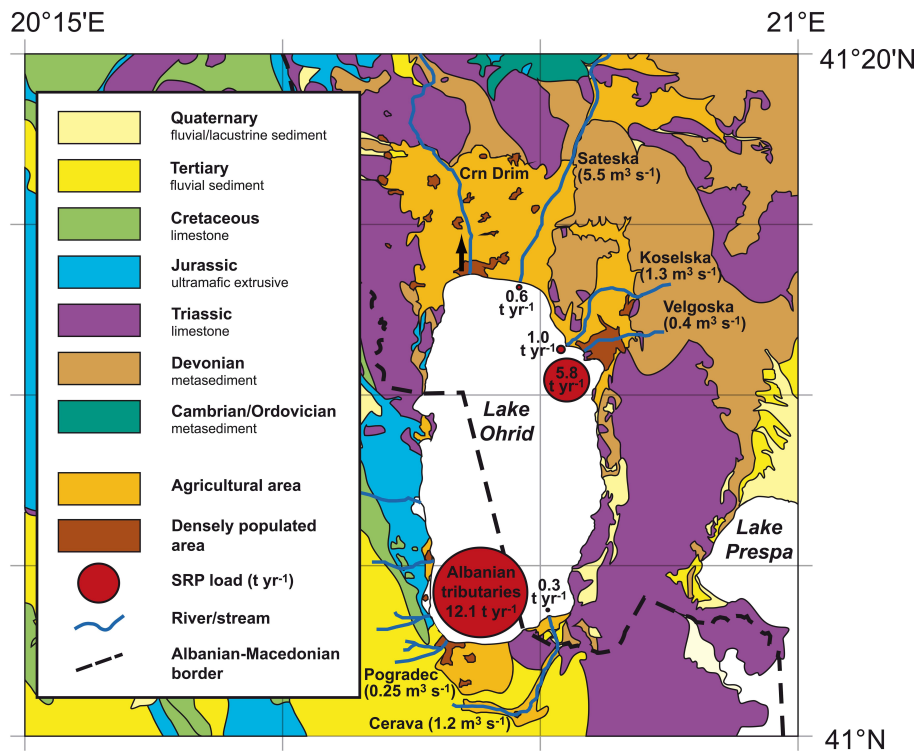 20°15'E
21°E
41°20'N
Quaternary
fluvial/lacustrine sediment
Tertiary
fluvial sediment
Cretaceous
limestone
Jurassic
ultramafic extrusive
Triassic
limestone
Devonian
metasediment
Cambrian/Ordovician
metasediment
Agricultural area
Densely populated
area
SRP load (t yr-1)
River/stream
Albanian-Macedonian
border
Crn Drim
Sateska
(5.5 m³ s-1)
Koselska
(1.3 m³ s-1)
Velgoska
(0.4 m³ s-1)
0.6
t yr-1
1.0
t yr-1
5.8
t yr-1
Lake
Ohrid
Lake
Prespa
Albanian
tributaries
12.1 t yr-1
0.3
t yr-1
Pogradec
(0.25 m³ s-1)
Cerava (1.2 m³ s-1)
41°N